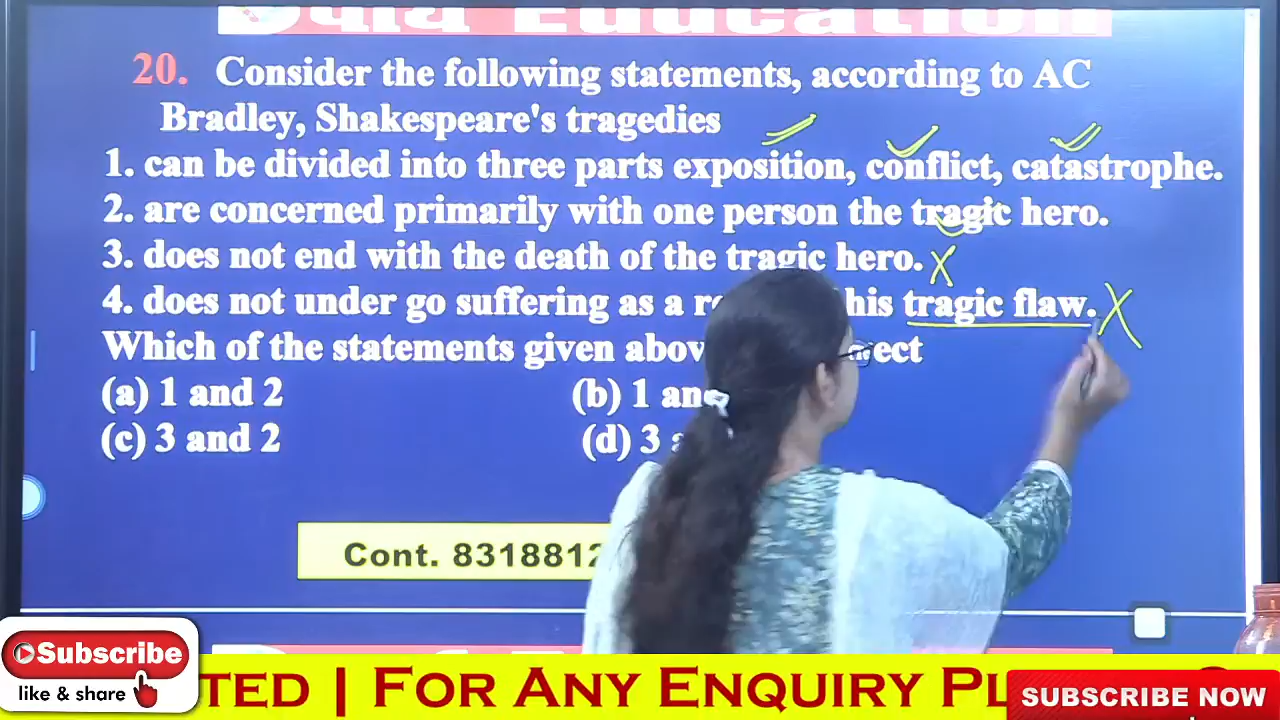 Education
20. Consider the following statements, according to AC
Bradley, Shakespeare's tragedies
1. can be divided into three parts exposition, conflict, catastrophe.
2. are concerned primarily with one person the tragic hero.
3. does not end with the death of the tragic hero. X
4. does not under go suffering as a his tragic flaw. X
Which of the statements given
(a) 1 and 2 (b) 1
(c) 3 and 2 (d) 3
Cont. 831881
Subscribe
like & share
TED | FOR ANY ENQUIRY PL
SUBSCRIBE NOW